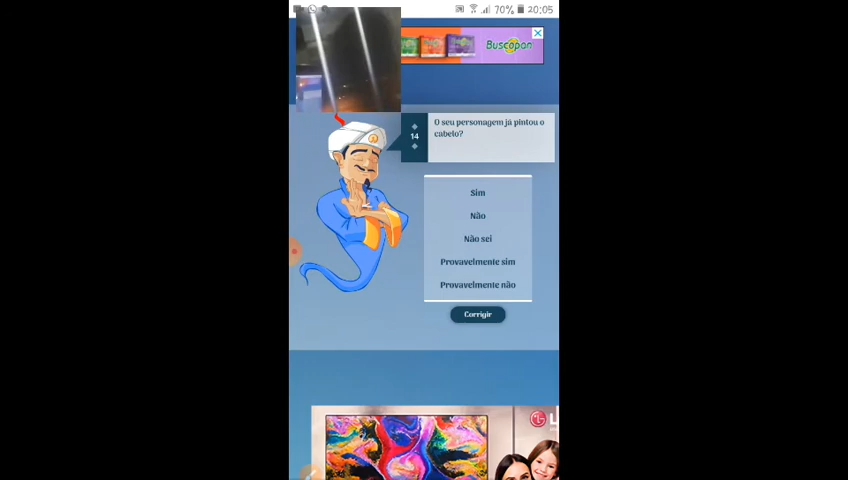 70% 20:05
Buscopan
14
O seu personagem já pintou o
cabelo?
Sim
Não
Não sei
Provavelmente sim
Provavelmente não
Corrigir
LG